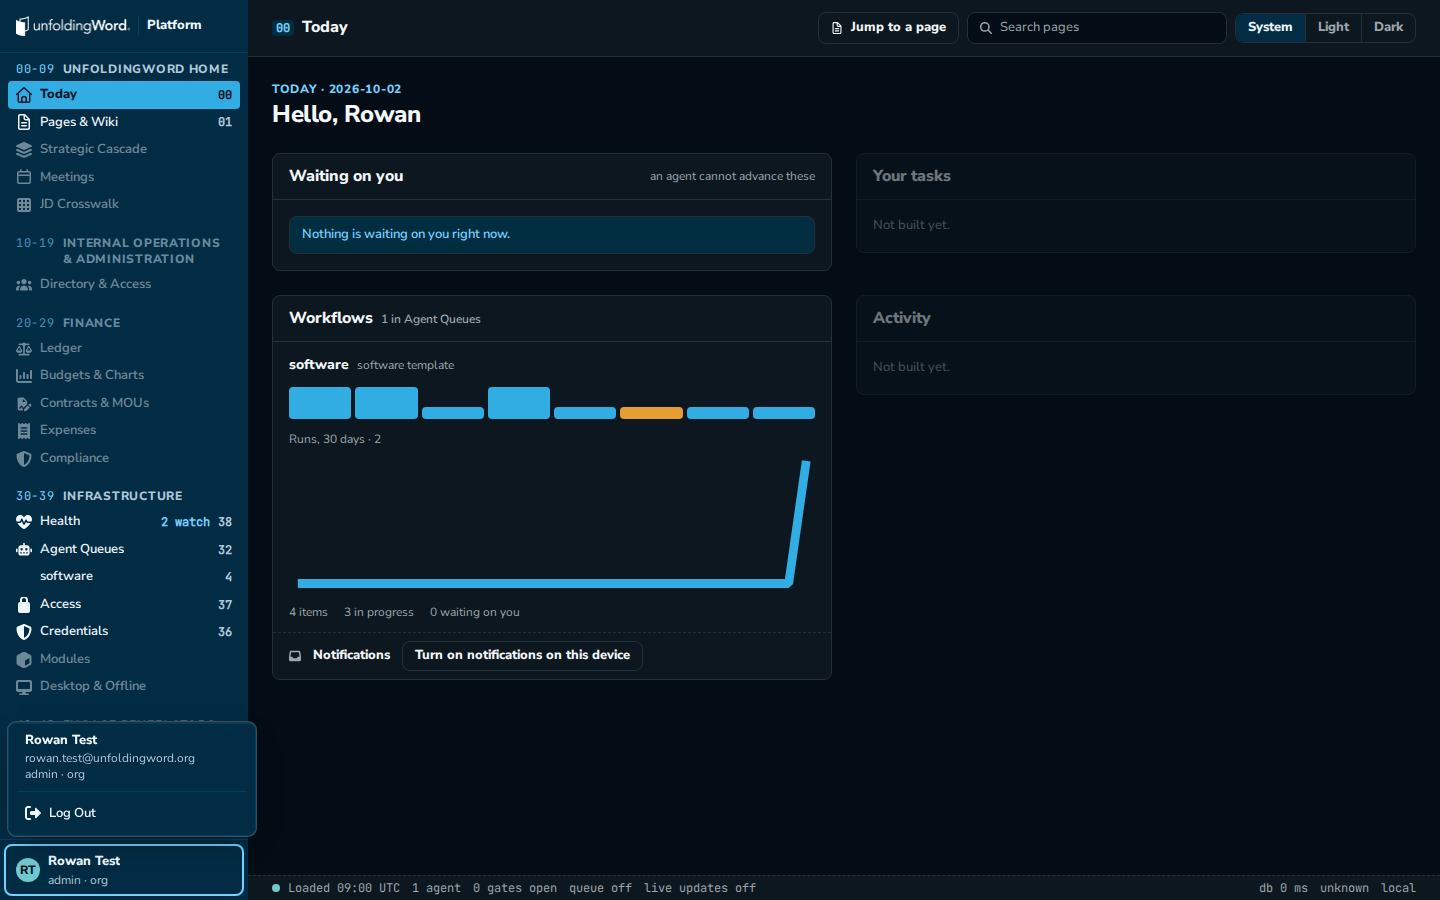 unfoldingWord. Platform
00-09 UNFOLDINGWORD HOME
Today 00
Pages & Wiki 01
Strategic Cascade
Meetings
JD Crosswalk
10-19 INTERNAL OPERATIONS
& ADMINISTRATION
Directory & Access
20-29 FINANCE
Ledger
Budgets & Charts
Contracts & MOUs
Expenses
Compliance
30-39 INFRASTRUCTURE
Health 2 watch 38
Agent Queues 32
software 4
Access 37
Credentials 36
Modules
Desktop & Offline
Rowan Test
rowan.test@unfoldingword.org
admin · org
Log Out
RT Rowan Test
admin · org
00 Today
Jump to a page
Search pages
System Light Dark
TODAY · 2026-10-02
Hello, Rowan
Waiting on you an agent cannot advance these
Nothing is waiting on you right now.
Your tasks
Not built yet.
Workflows 1 in Agent Queues
software software template
Runs, 30 days · 2
4 items 3 in progress 0 waiting on you
Notifications Turn on notifications on this device
Activity
Not built yet.
Loaded 09:00 UTC 1 agent 0 gates open queue off live updates off
db 0 ms unknown local